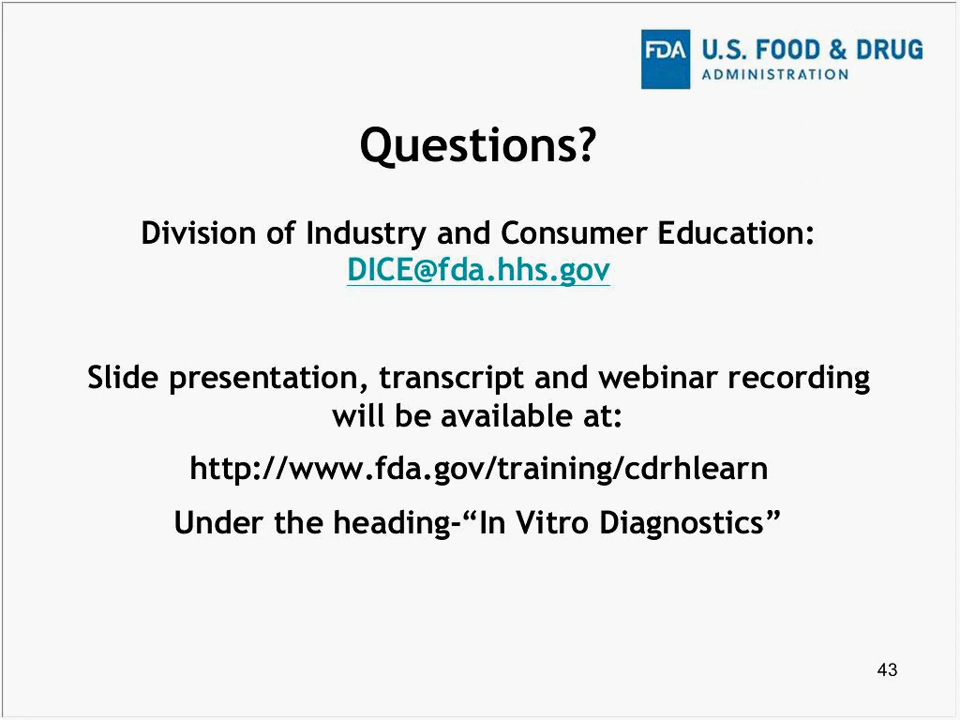 FDA U.S. FOOD & DRUG
ADMINISTRATION
Questions?
Division of Industry and Consumer Education:
DICE@fda.hhs.gov
Slide presentation, transcript and webinar recording
will be available at:
http://www.fda.gov/training/cdrhlearn
Under the heading-“In Vitro Diagnostics”
43